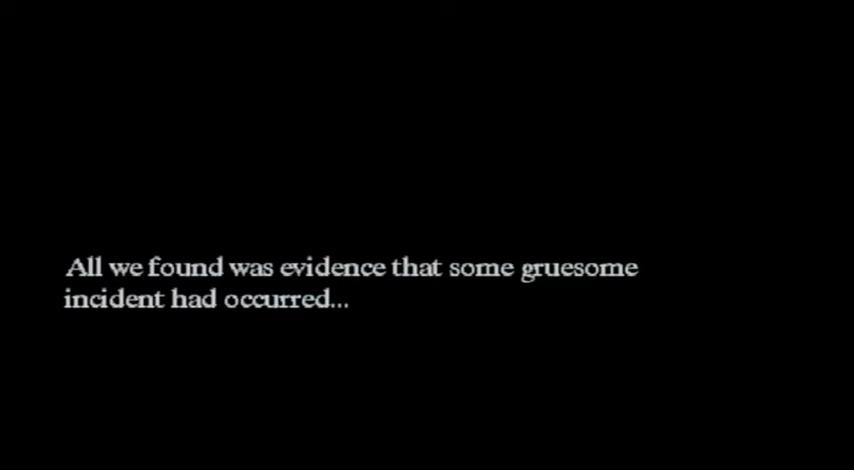 All we found was evidence that some gruesome
incident had occurred...